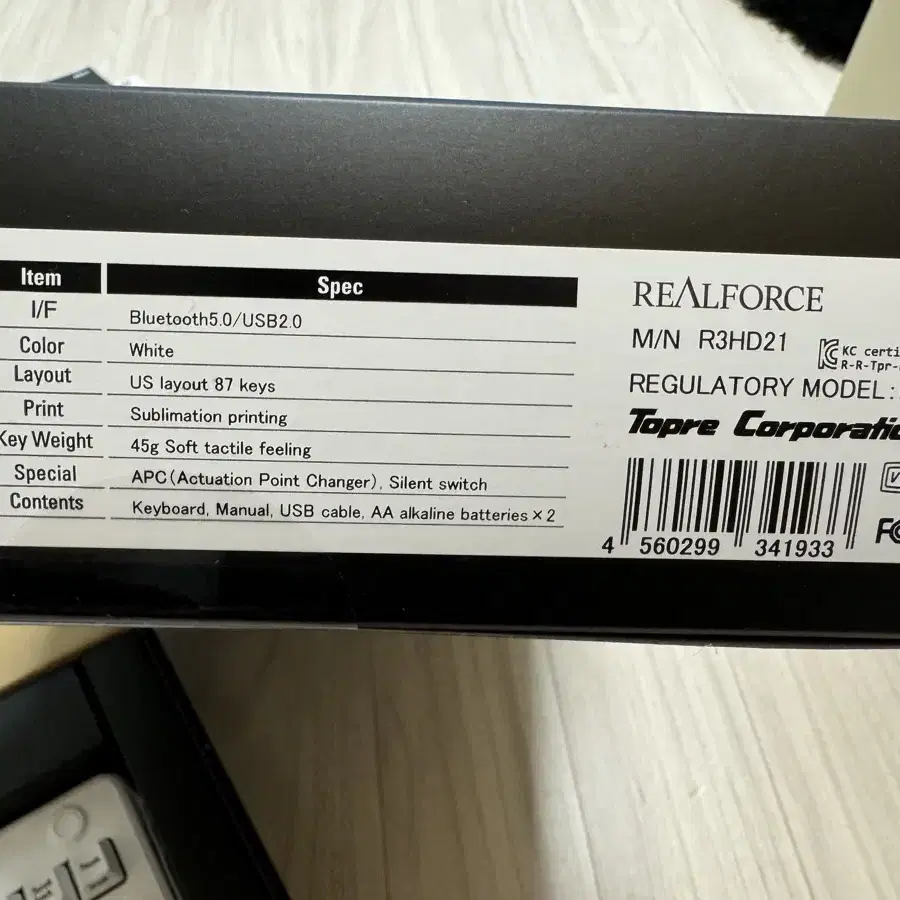 Item Spec
I/F Bluetooth5.0/USB2.0
Color White
Layout US layout 87 keys
Print Sublimation printing
Key Weight 45g Soft tactile feeling
Special APC(Actuation Point Changer), Silent switch
Contents Keyboard, Manual, USB cable, AA alkaline batteries×2
REALFORCE
M/N R3HD21
KC certi
R-R-Tpr-
REGULATORY MODEL:
Topre Corporatio
4 560299 341933
FC